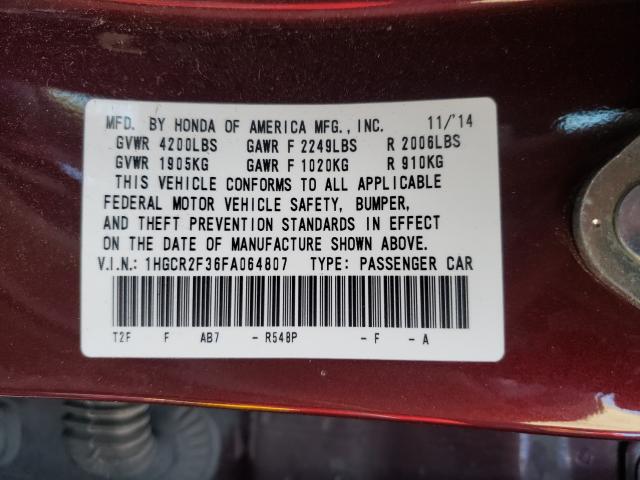 MFD. BY HONDA OF AMERICA MFG., INC. 11/'14
GVWR 4200LBS GAWR F 2249LBS R 2006LBS
GVWR 1905KG GAWR F 1020KG R 910KG
THIS VEHICLE CONFORMS TO ALL APPLICABLE
FEDERAL MOTOR VEHICLE SAFETY, BUMPER,
AND THEFT PREVENTION STANDARDS IN EFFECT
ON THE DATE OF MANUFACTURE SHOWN ABOVE.
V.I.N.: 1HGCR2F36FA064807 TYPE: PASSENGER CAR
T2F F AB7 - R548P - F - A